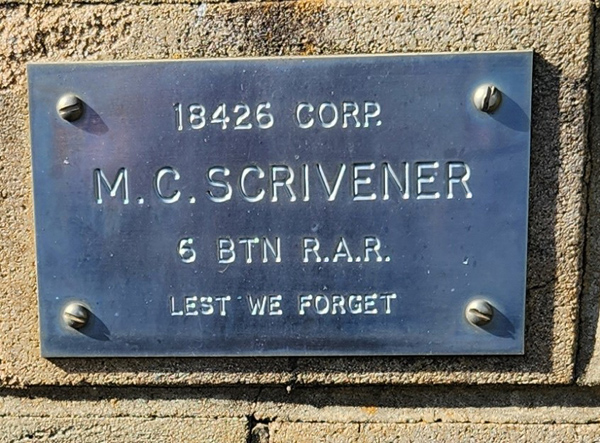 18426 CORP.
M.C. SCRIVENER
6 BTN R.A.R.
LEST WE FORGET